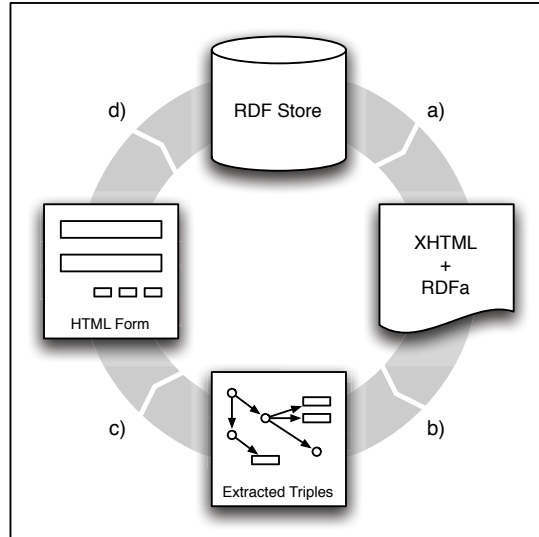 d)
RDF Store
a)
XHTML
+
RDFa
HTML Form
c)
b)
Extracted Triples